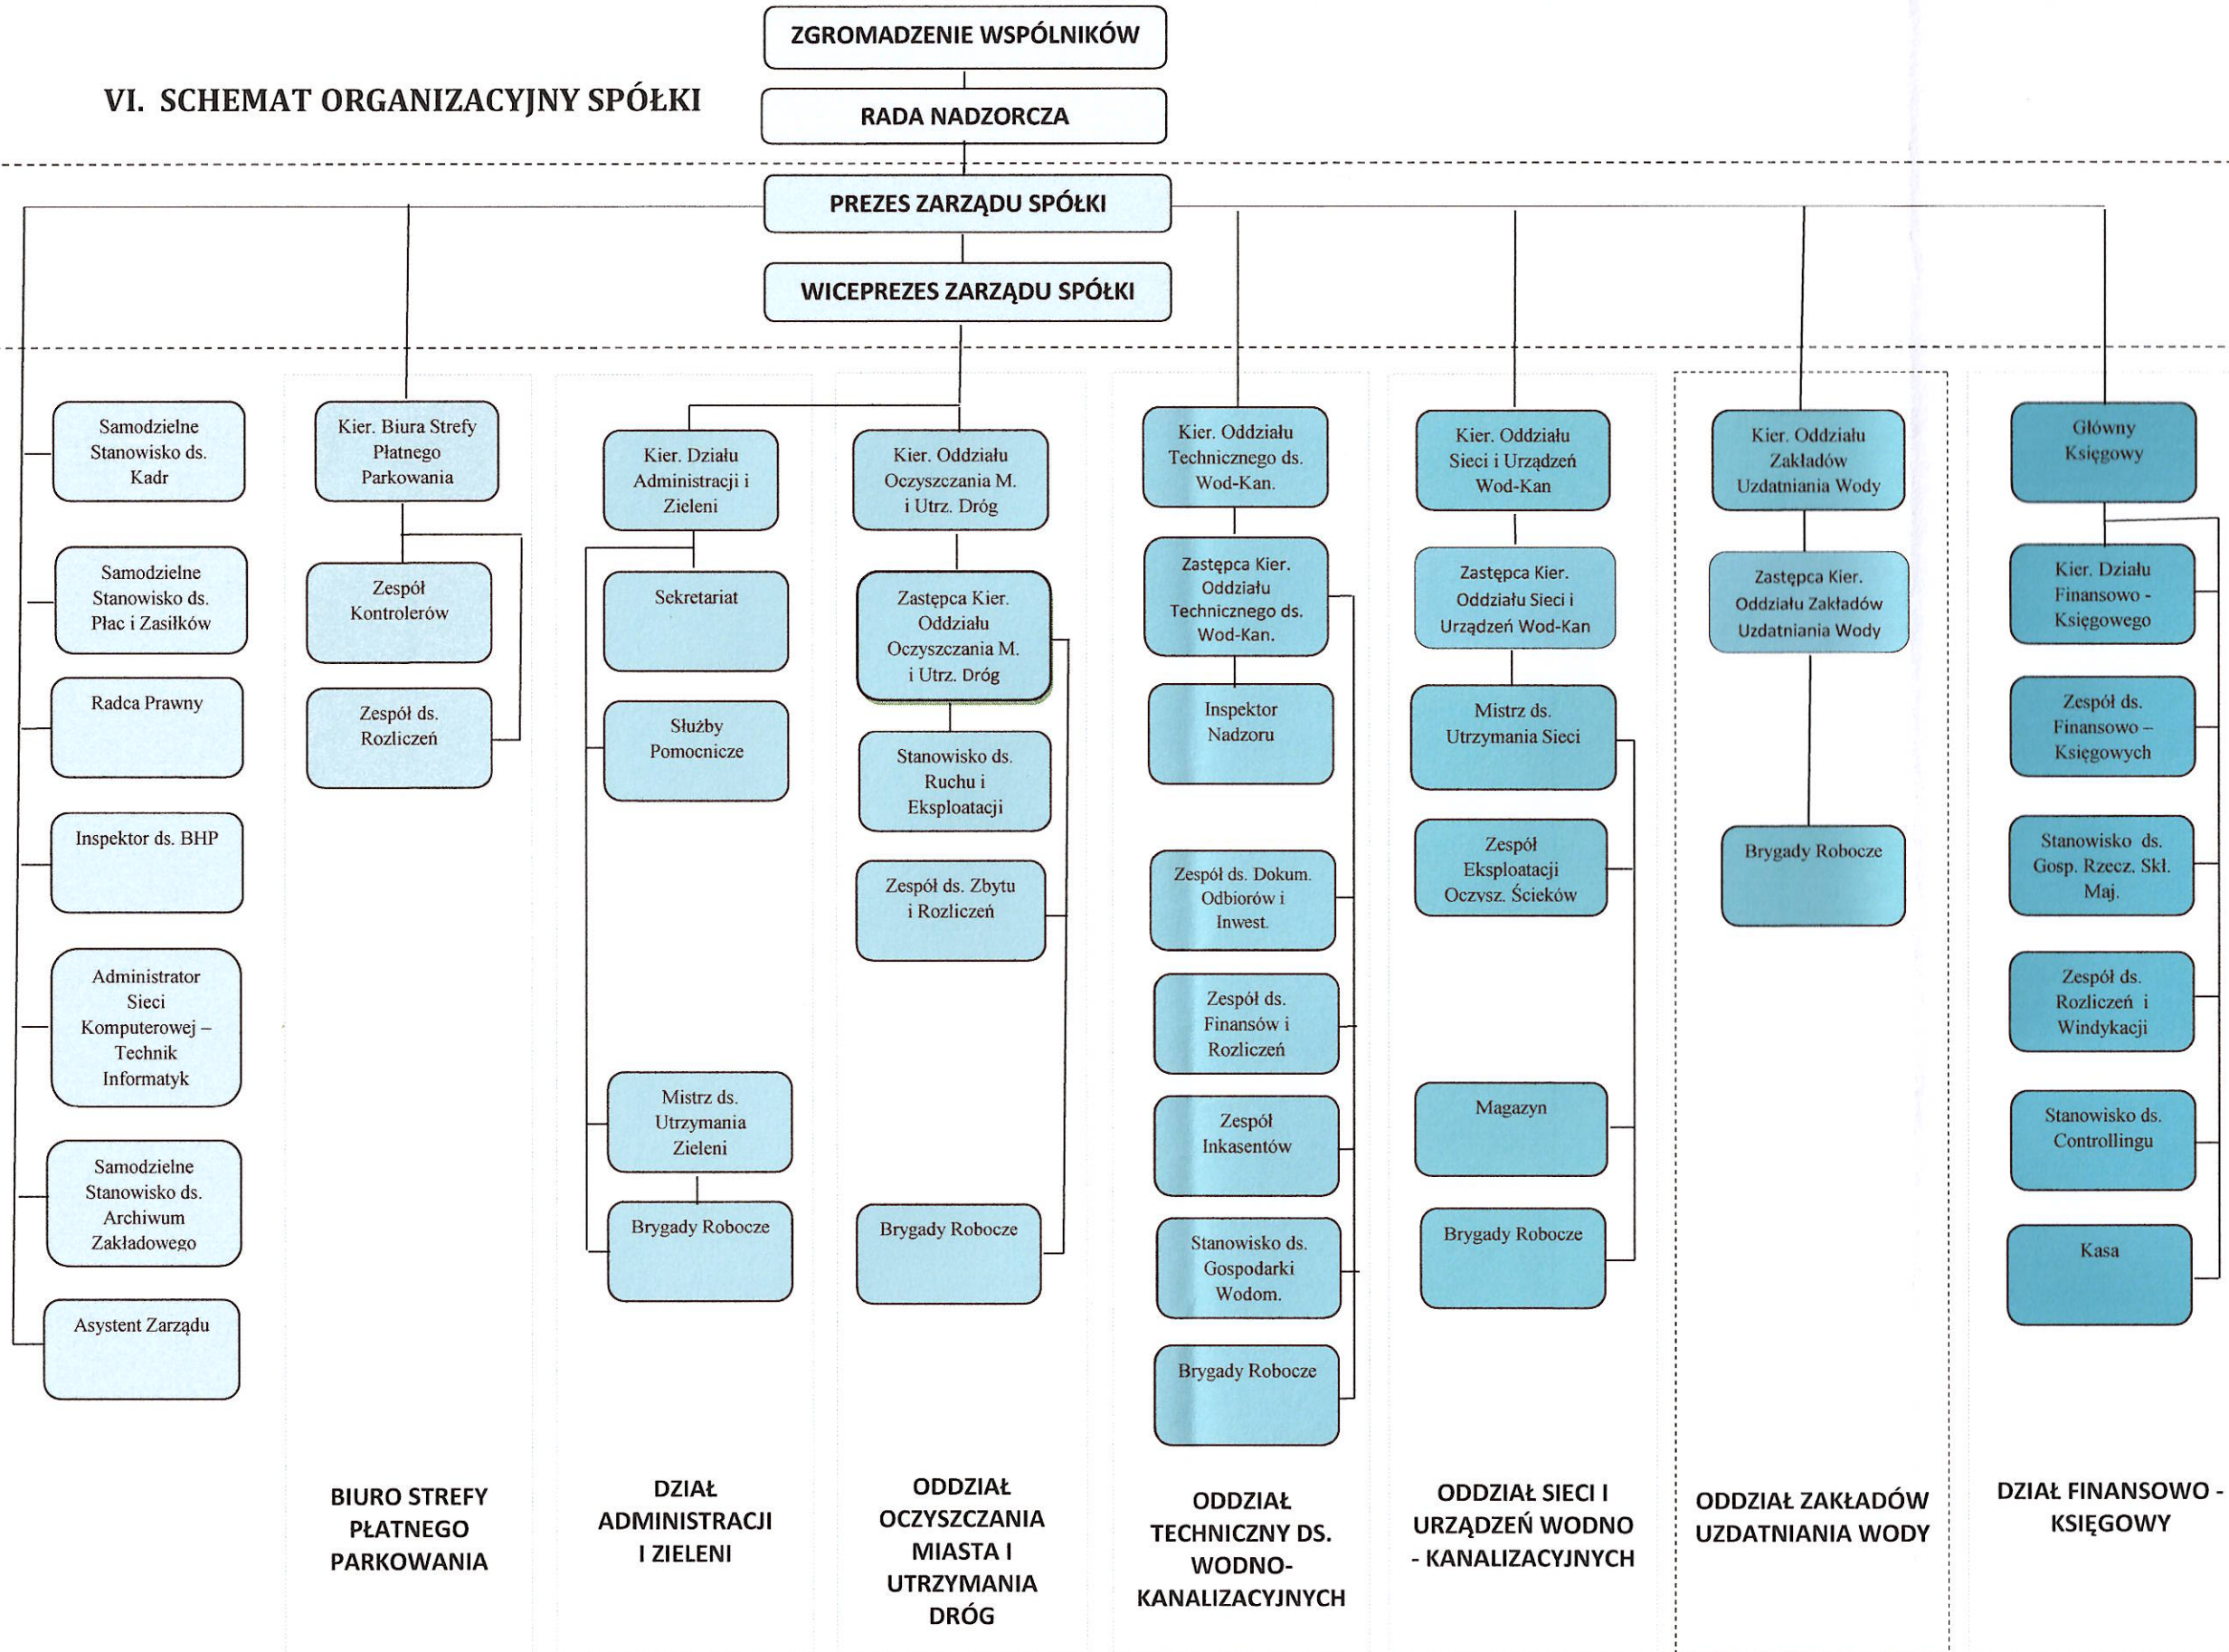 ZGROMADZENIE WSPÓLNIKÓW
VI. SCHEMAT ORGANIZACYJNY SPÓŁKI
RADA NADZORCZA
PREZES ZARZĄDU SPÓŁKI
WICEPREZES ZARZĄDU SPÓŁKI
Samodzielne
Stanowisko ds.
Kadr
Samodzielne
Stanowisko ds.
Płac i Zasiłków
Radca Prawny
Inspektor ds. BHP
Administrator
Sieci
Komputerowej –
Technik
Informatyk
Samodzielne
Stanowisko ds.
Archiwum
Zakładowego
Asystent Zarządu
Kier. Biura Strefy
Płatnego
Parkowania
Zespół
Kontrolerów
Zespół ds.
Rozliczeń
BIURO STREFY
PŁATNEGO
PARKOWANIA
Kier. Działu
Administracji i
Zieleni
Sekretariat
Służby
Pomocnicze
Mistrz ds.
Utrzymania
Zieleni
Brygady Robocze
DZIAŁ
ADMINISTRACJI
I ZIELENI
Kier. Oddziału
Oczyszczania M.
i Utrz. Dróg
Zastępca Kier.
Oddziału
Oczyszczania M.
i Utrz. Dróg
Stanowisko ds.
Ruchu i
Eksploatacji
Zespół ds. Zbytu
i Rozliczeń
Brygady Robocze
ODDZIAŁ
OCZYSZCZANIA
MIASTA I
UTRZYMANIA
DRÓG
Kier. Oddziału
Technicznego ds.
Wod-Kan.
Zastępca Kier.
Oddziału
Technicznego ds.
Wod-Kan.
Inspektor
Nadzoru
Zespół ds. Dokum.
Odbiorów i
Inwest.
Zespół ds.
Finansów i
Rozliczeń
Zespół
Inkasentów
Stanowisko ds.
Gospodarki
Wodom.
Brygady Robocze
ODDZIAŁ
TECHNICZNY DS.
WODNO-
KANALIZACYJNYCH
Kier. Oddziału
Sieci i Urządzeń
Wod-Kan
Zastępca Kier.
Oddziału Sieci i
Urządzeń Wod-Kan
Mistrz ds.
Utrzymania Sieci
Zespół
Eksploatacji
Oczysz. Ścieków
Magazyn
Brygady Robocze
ODDZIAŁ SIECI I
URZĄDZEŃ WODNO
- KANALIZACYJNYCH
Kier. Oddziału
Zakładów
Uzdatniania Wody
Zastępca Kier.
Oddziału Zakładów
Uzdatniania Wody
Brygady Robocze
ODDZIAŁ ZAKŁADÓW
UZDATNIANIA WODY
Główny
Księgowy
Kier. Działu
Finansowo -
Księgowego
Zespół ds.
Finansowo –
Księgowych
Stanowisko ds.
Gosp. Rzecz. Skł.
Maj.
Zespół ds.
Rozliczeń i
Windykacji
Stanowisko ds.
Controllingu
Kasa
DZIAŁ FINANSOWO -
KSIĘGOWY